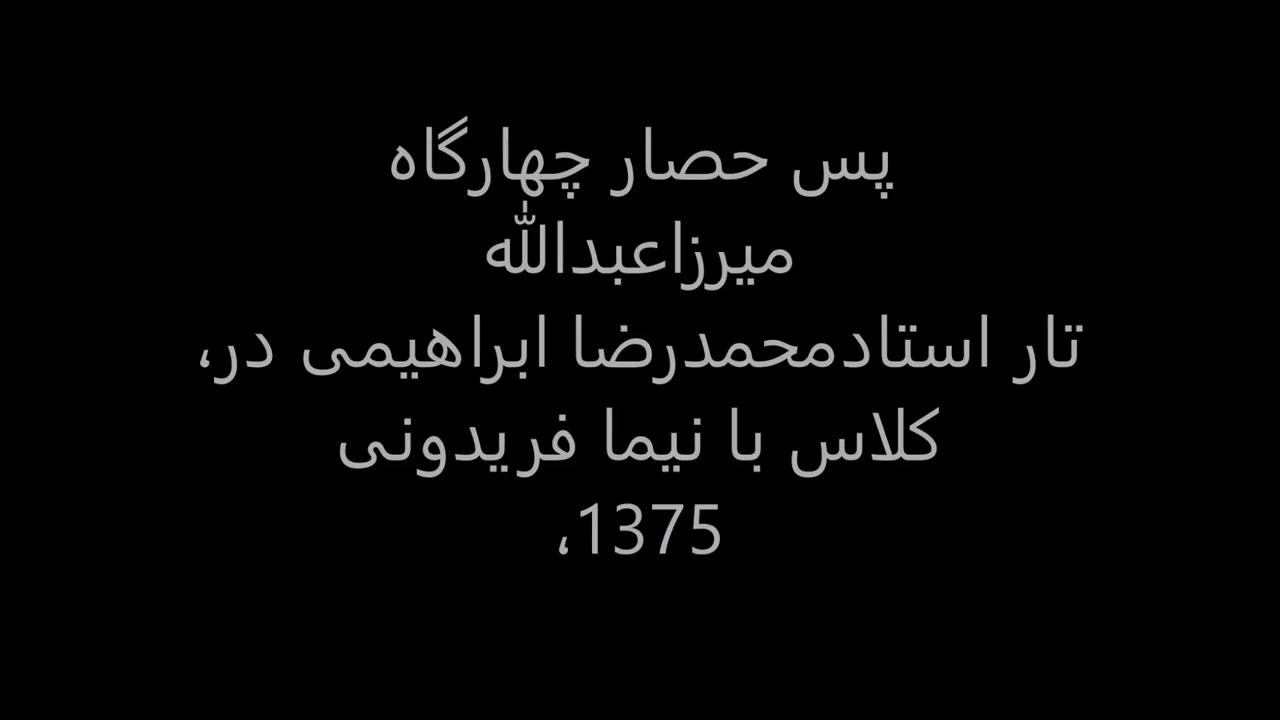 پس حصار چهارگاه
میرزاعبدالله
تار استادمحمدرضا ابراهیمی در،
کلاس با نیما فریدونی
1375،